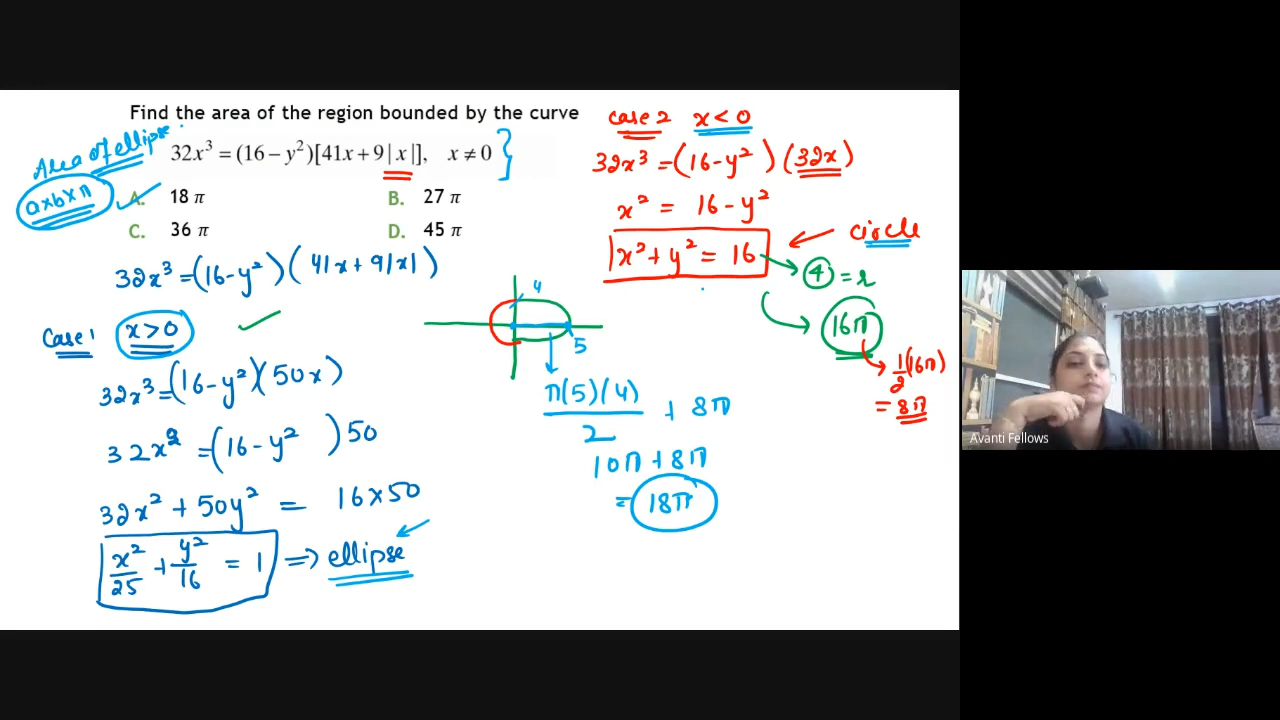 Find the area of the region bounded by the curve
32x³ = (16 – y²)[41x + 9|x|], x ≠ 0
A. 18 π
B. 27 π
C. 36 π
D. 45 π
Area of ellipse
a×b×π
32x³ = (16-y²) ( 41x + 9|x| )
Case 1 x>0
32x³ = (16-y²)(50x)
32x² = (16-y² ) 50
32x² + 50y² = 16×50
x²/25 + y²/16 = 1 ⇒ ellipse
4
5
π(5)(4)/2 + 8π
10π + 8π
= 18π
Case 2 x < 0
32x³ = (16-y²) (32x)
x² = 16-y²
x² + y² = 16
circle
4 = r
16π
1/2 (16π)
= 8π
Avanti Fellows